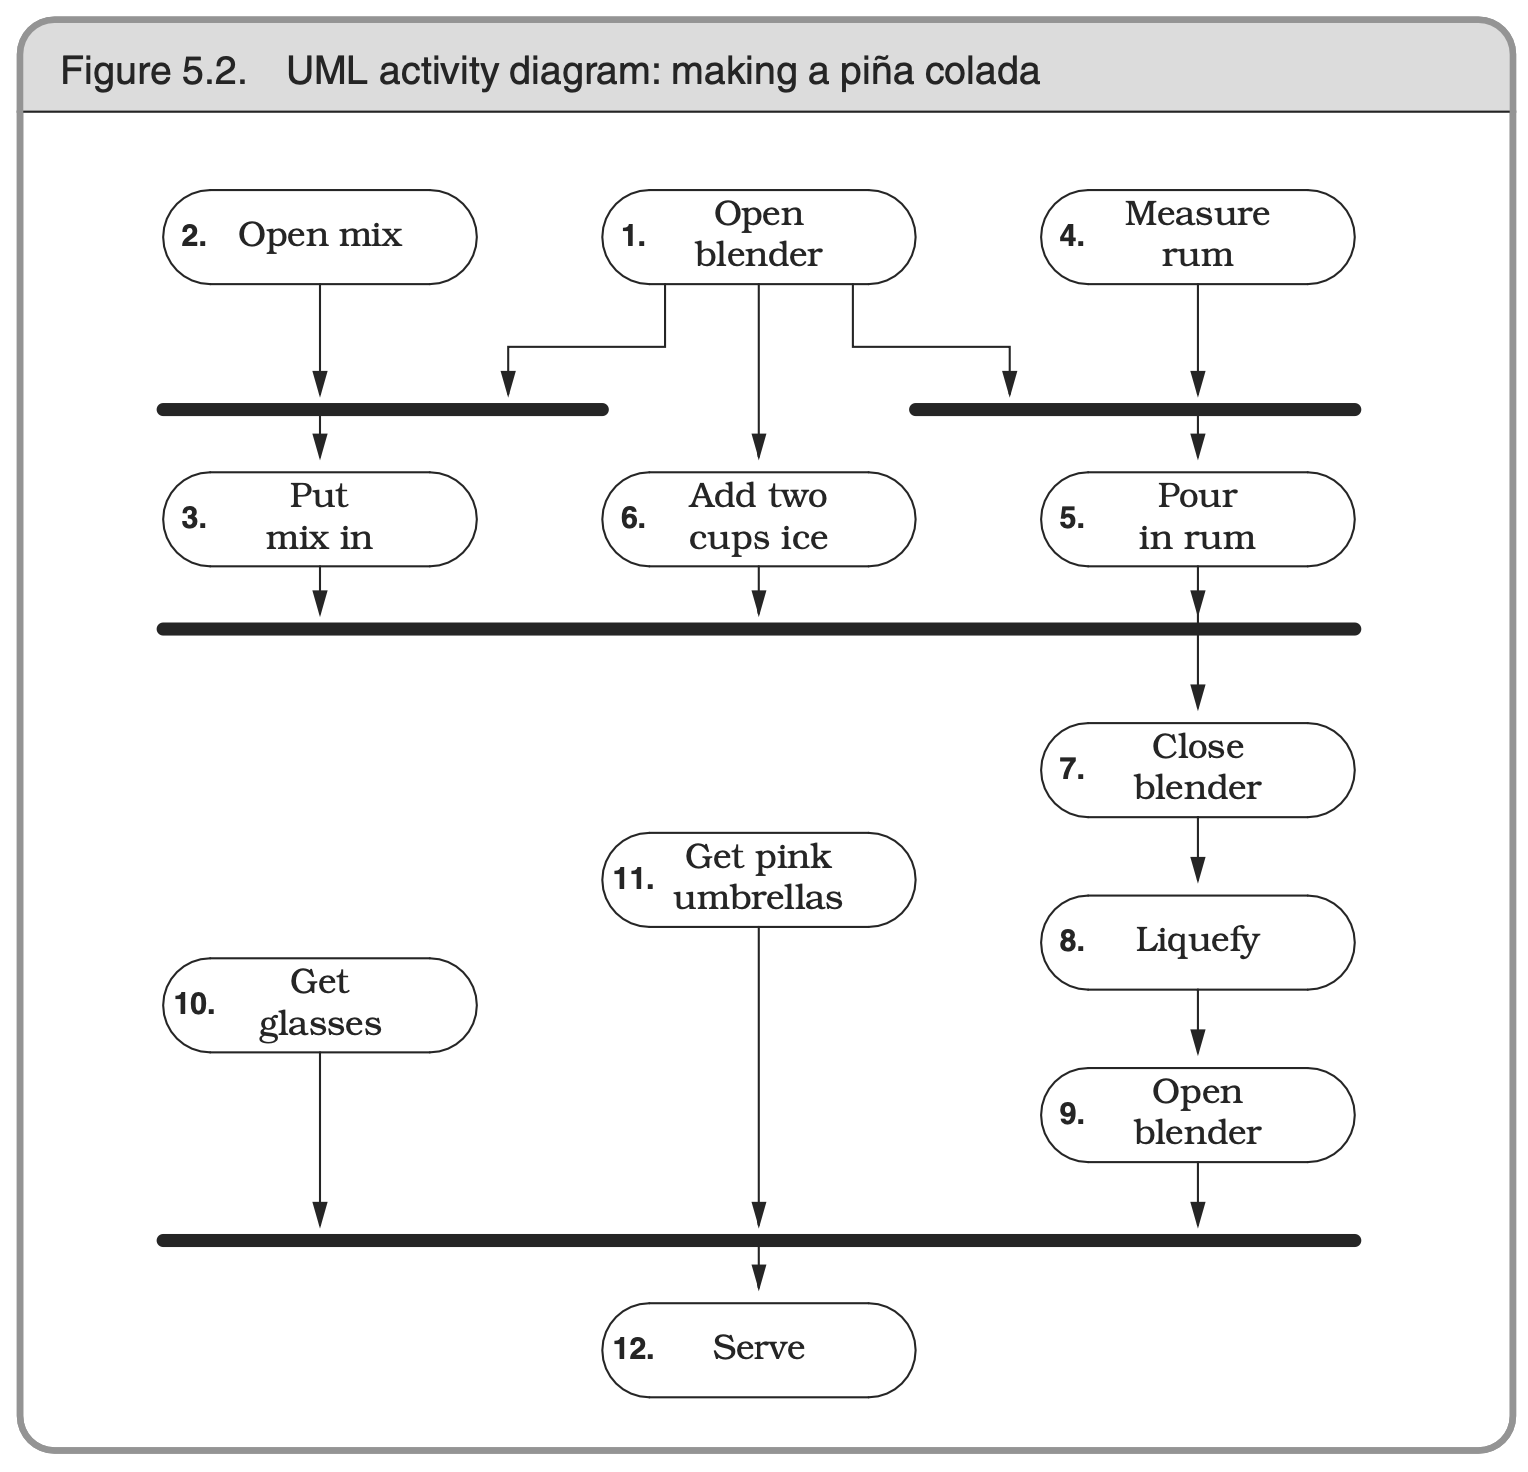 Figure 5.2. UML activity diagram: making a piña colada
2. Open mix
1. Open
blender
4. Measure
rum
3. Put
mix in
6. Add two
cups ice
5. Pour
in rum
7. Close
blender
11. Get pink
umbrellas
8. Liquefy
10. Get
glasses
9. Open
blender
12. Serve